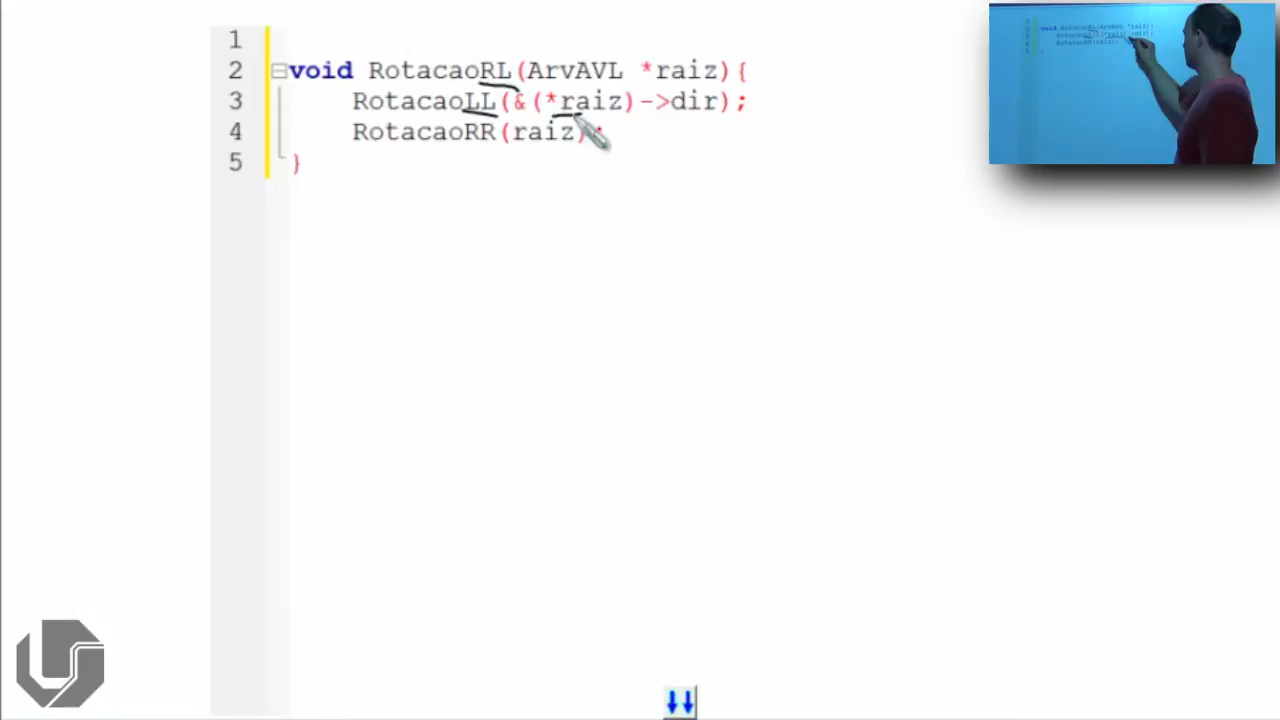 1
2 void RotacaoRL(ArvAVL *raiz){
3 RotacaoLL(&(*raiz)->dir);
4 RotacaoRR(raiz);
5 }